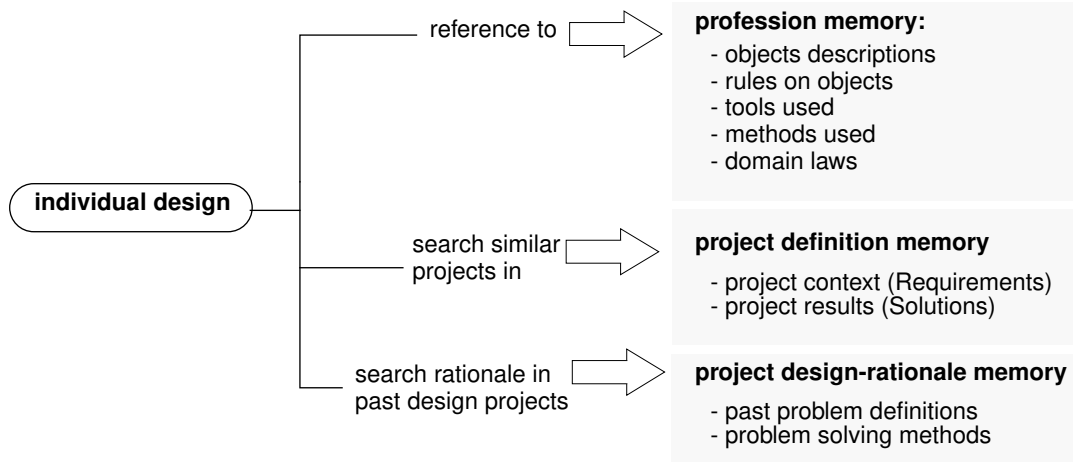 reference to
profession memory:
- objects descriptions
- rules on objects
- tools used
- methods used
- domain laws
individual design
search similar
projects in
project definition memory
- project context (Requirements)
- project results (Solutions)
search rationale in
past design projects
project design-rationale memory
- past problem definitions
- problem solving methods